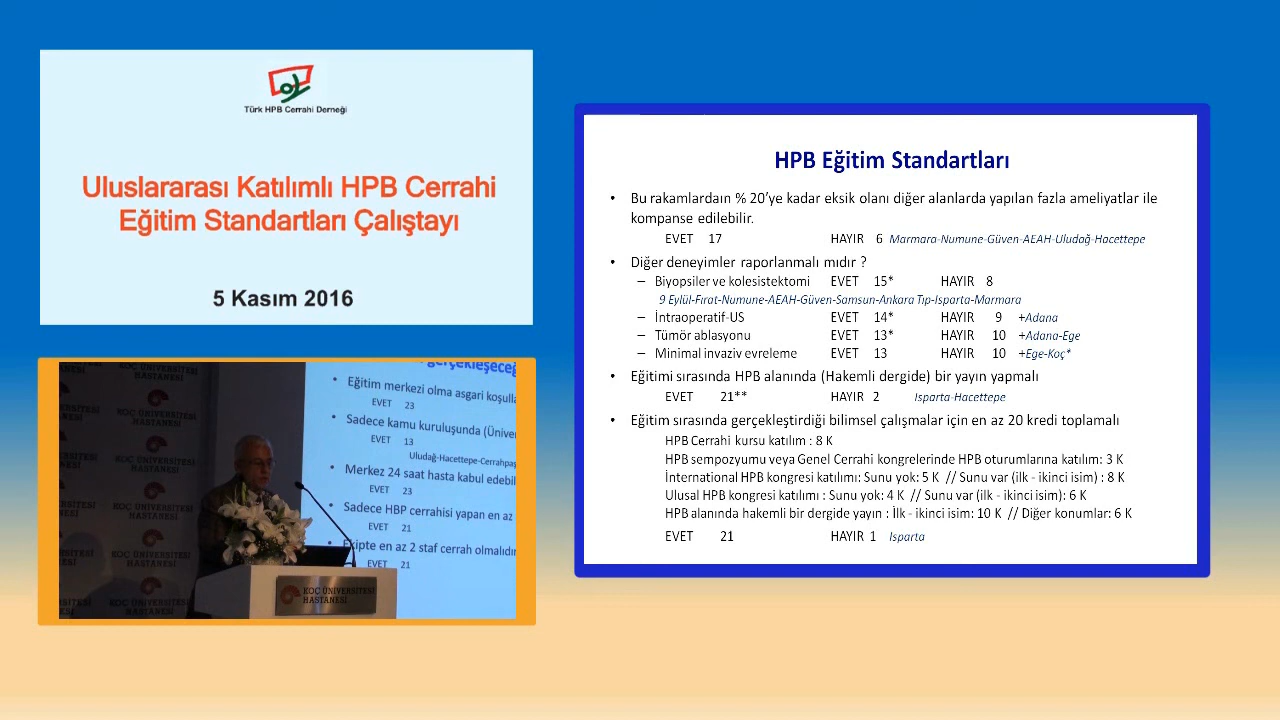 Türk HPB Cerrahi Derneği
Uluslararası Katılımlı HPB Cerrahi
Eğitim Standartları Çalıştayı
5 Kasım 2016
KOÇ ÜNİVERSİTESİ
HASTANESİ
Eğitim merkezi olma asgari koşulla
EVET 23
Sadece kamu kuruluşunda (Üniver
EVET 13
Uludağ-Hacettepe-Cerrahpaş
Merkez 24 saat hasta kabul edebil
EVET 23
Sadece HBP cerrahisi yapan en az
EVET 21
Ekipte en az 2 staf cerrah olmalıdır
EVET 21
KOÇ ÜNİVERSİTESİ
HASTANESİ
HPB Eğitim Standartları
• Bu rakamlardaın % 20'ye kadar eksik olanı diğer alanlarda yapılan fazla ameliyatlar ile
kompanse edilebilir.
EVET 17 HAYIR 6 Marmara-Numune-Güven-AEAH-Uludağ-Hacettepe
• Diğer deneyimler raporlanmalı mıdır ?
– Biyopsiler ve kolesistektomi EVET 15* HAYIR 8
9 Eylül-Fırat-Numune-AEAH-Güven-Samsun-Ankara Tıp-Isparta-Marmara
– İntraoperatif-US EVET 14* HAYIR 9 +Adana
– Tümör ablasyonu EVET 13* HAYIR 10 +Adana-Ege
– Minimal invaziv evreleme EVET 13 HAYIR 10 +Ege-Koç*
• Eğitimi sırasında HPB alanında (Hakemli dergide) bir yayın yapmalı
EVET 21** HAYIR 2 Isparta-Hacettepe
• Eğitim sırasında gerçekleştirdiği bilimsel çalışmalar için en az 20 kredi toplamalı
HPB Cerrahi kursu katılım : 8 K
HPB sempozyumu veya Genel Cerrahi kongrelerinde HPB oturumlarına katılım: 3 K
İnternational HPB kongresi katılımı: Sunu yok: 5 K // Sunu var (ilk - ikinci isim) : 8 K
Ulusal HPB kongresi katılımı : Sunu yok: 4 K // Sunu var (ilk - ikinci isim): 6 K
HPB alanında hakemli bir dergide yayın : İlk - ikinci isim: 10 K // Diğer konumlar: 6 K
EVET 21 HAYIR 1 Isparta